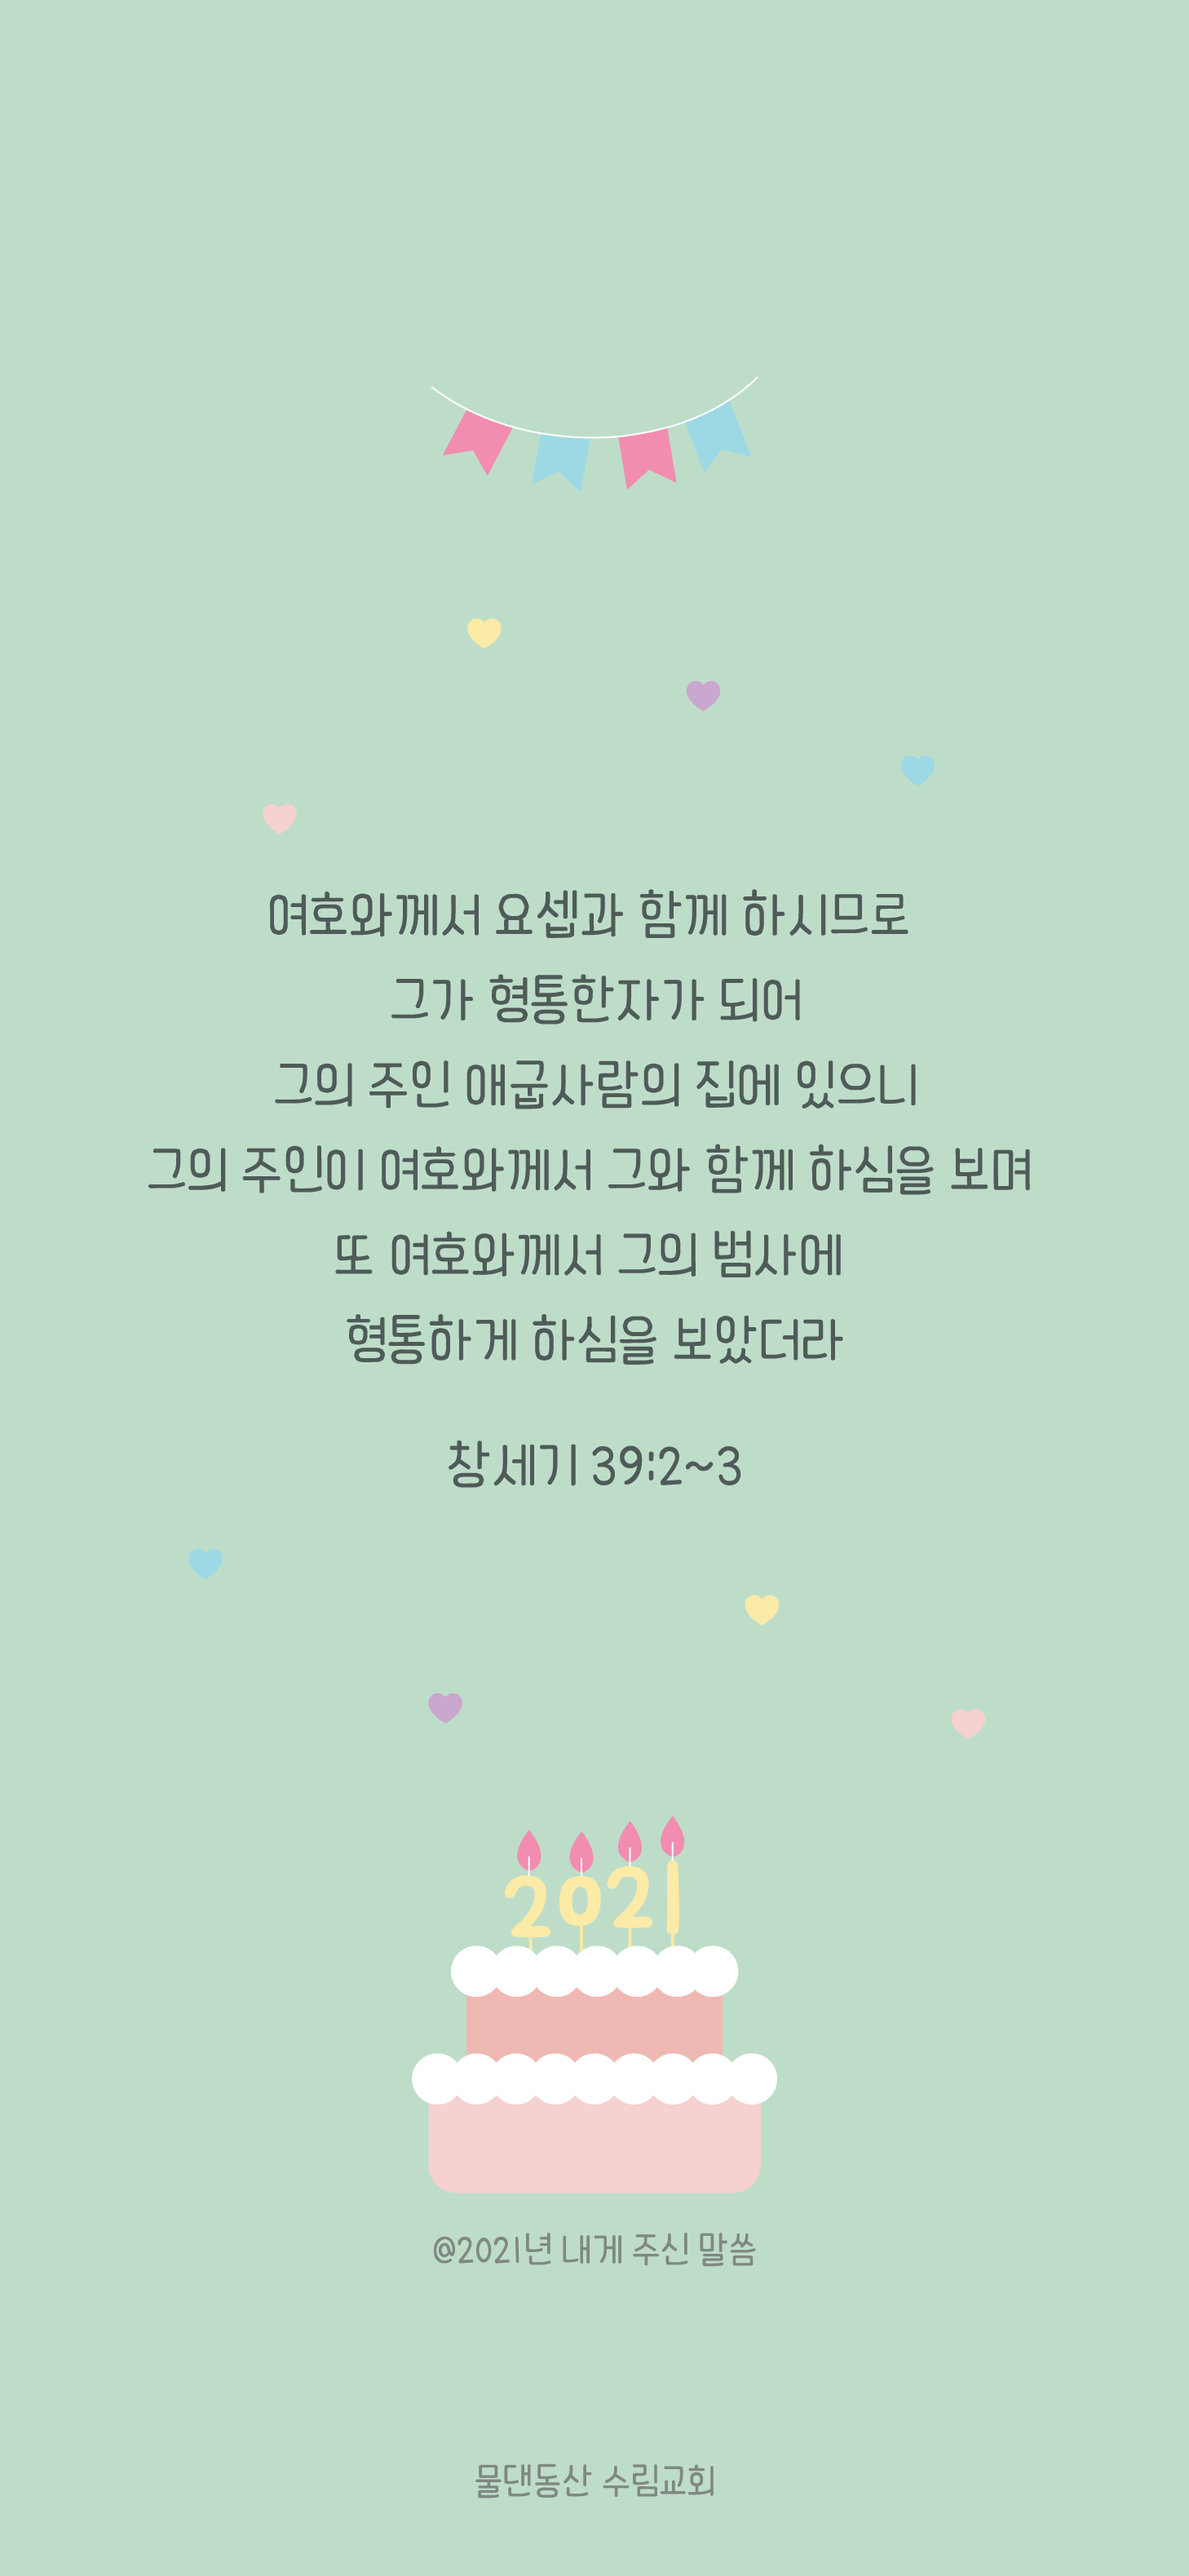 여호와께서 요셉과 함께 하시므로
그가 형통한자가 되어
그의 주인 애굽사람의 집에 있으니
그의 주인이 여호와께서 그와 함께 하심을 보며
또 여호와께서 그의 범사에
형통하게 하심을 보았더라
창세기 39:2~3
2021
@2021년 내게 주신 말씀
물댄동산 수림교회